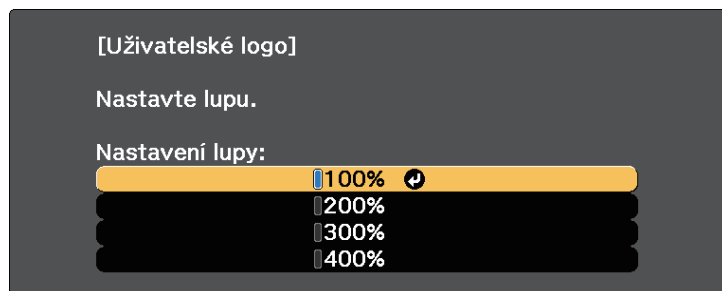 [Uživatelské logo]
Nastavte lupu.
Nastavení lupy:
100%
200%
300%
400%